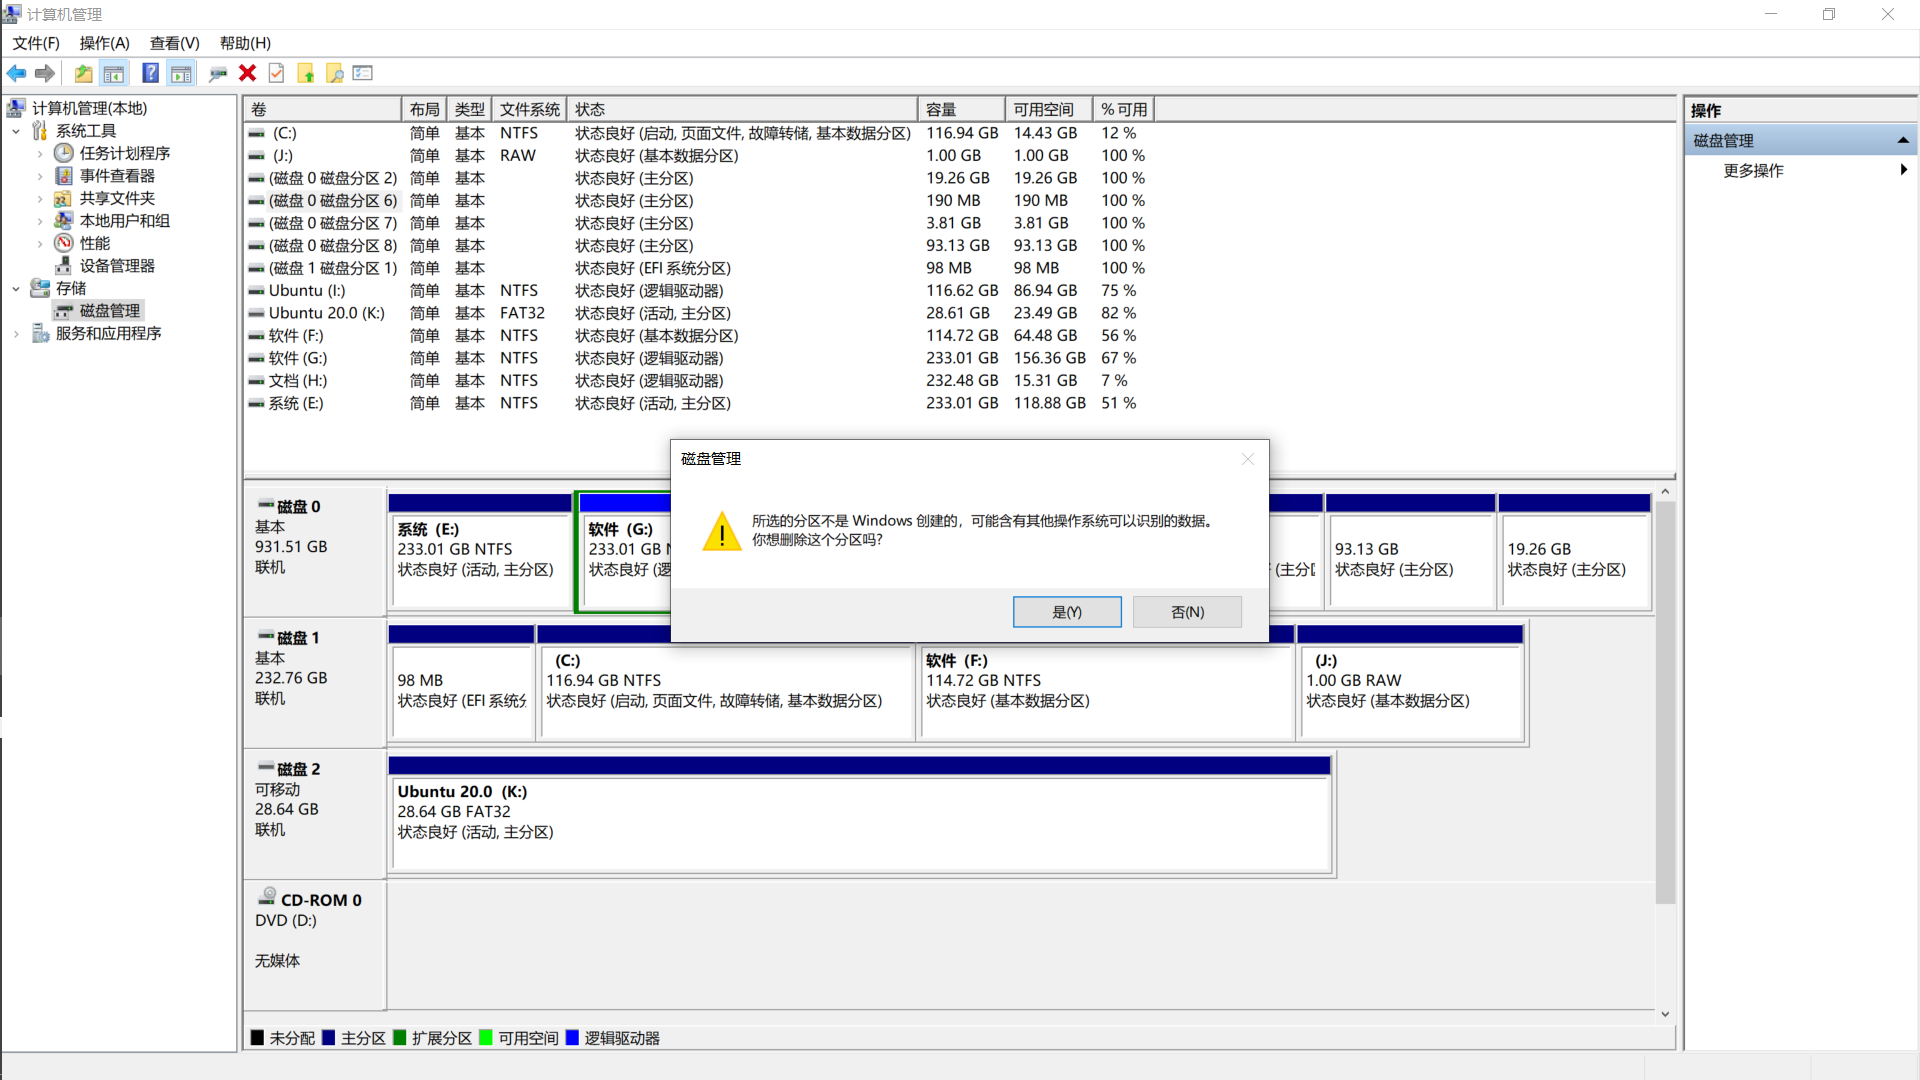 计算机管理
文件(F) 操作(A) 查看(V) 帮助(H)
计算机管理(本地)
系统工具
任务计划程序
事件查看器
共享文件夹
本地用户和组
性能
设备管理器
存储
磁盘管理
服务和应用程序
卷 布局 类型 文件系统 状态 容量 可用空间 % 可用
(C:) 简单 基本 NTFS 状态良好 (启动, 页面文件, 故障转储, 基本数据分区) 116.94 GB 14.43 GB 12 %
(J:) 简单 基本 RAW 状态良好 (基本数据分区) 1.00 GB 1.00 GB 100 %
(磁盘 0 磁盘分区 2) 简单 基本 状态良好 (主分区) 19.26 GB 19.26 GB 100 %
(磁盘 0 磁盘分区 6) 简单 基本 状态良好 (主分区) 190 MB 190 MB 100 %
(磁盘 0 磁盘分区 7) 简单 基本 状态良好 (主分区) 3.81 GB 3.81 GB 100 %
(磁盘 0 磁盘分区 8) 简单 基本 状态良好 (主分区) 93.13 GB 93.13 GB 100 %
(磁盘 1 磁盘分区 1) 简单 基本 状态良好 (EFI 系统分区) 98 MB 98 MB 100 %
Ubuntu (I:) 简单 基本 NTFS 状态良好 (逻辑驱动器) 116.62 GB 86.94 GB 75 %
Ubuntu 20.0 (K:) 简单 基本 FAT32 状态良好 (活动, 主分区) 28.61 GB 23.49 GB 82 %
软件 (F:) 简单 基本 NTFS 状态良好 (基本数据分区) 114.72 GB 64.48 GB 56 %
软件 (G:) 简单 基本 NTFS 状态良好 (逻辑驱动器) 233.01 GB 156.36 GB 67 %
文档 (H:) 简单 基本 NTFS 状态良好 (逻辑驱动器) 232.48 GB 15.31 GB 7 %
系统 (E:) 简单 基本 NTFS 状态良好 (活动, 主分区) 233.01 GB 118.88 GB 51 %
操作
磁盘管理
更多操作
磁盘管理
所选的分区不是 Windows 创建的，可能含有其他操作系统可以识别的数据。
你想删除这个分区吗?
是(Y) 否(N)
磁盘 0
基本
931.51 GB
联机
系统 (E:)
233.01 GB NTFS
状态良好 (活动, 主分区)
软件 (G:)
233.01 GB
状态良好 (逻
(主分
93.13 GB
状态良好 (主分区)
19.26 GB
状态良好 (主分区)
磁盘 1
基本
232.76 GB
联机
98 MB
状态良好 (EFI 系统分
(C:)
116.94 GB NTFS
状态良好 (启动, 页面文件, 故障转储, 基本数据分区)
软件 (F:)
114.72 GB NTFS
状态良好 (基本数据分区)
(J:)
1.00 GB RAW
状态良好 (基本数据分区)
磁盘 2
可移动
28.64 GB
联机
Ubuntu 20.0 (K:)
28.64 GB FAT32
状态良好 (活动, 主分区)
CD-ROM 0
DVD (D:)
无媒体
未分配 主分区 扩展分区 可用空间 逻辑驱动器